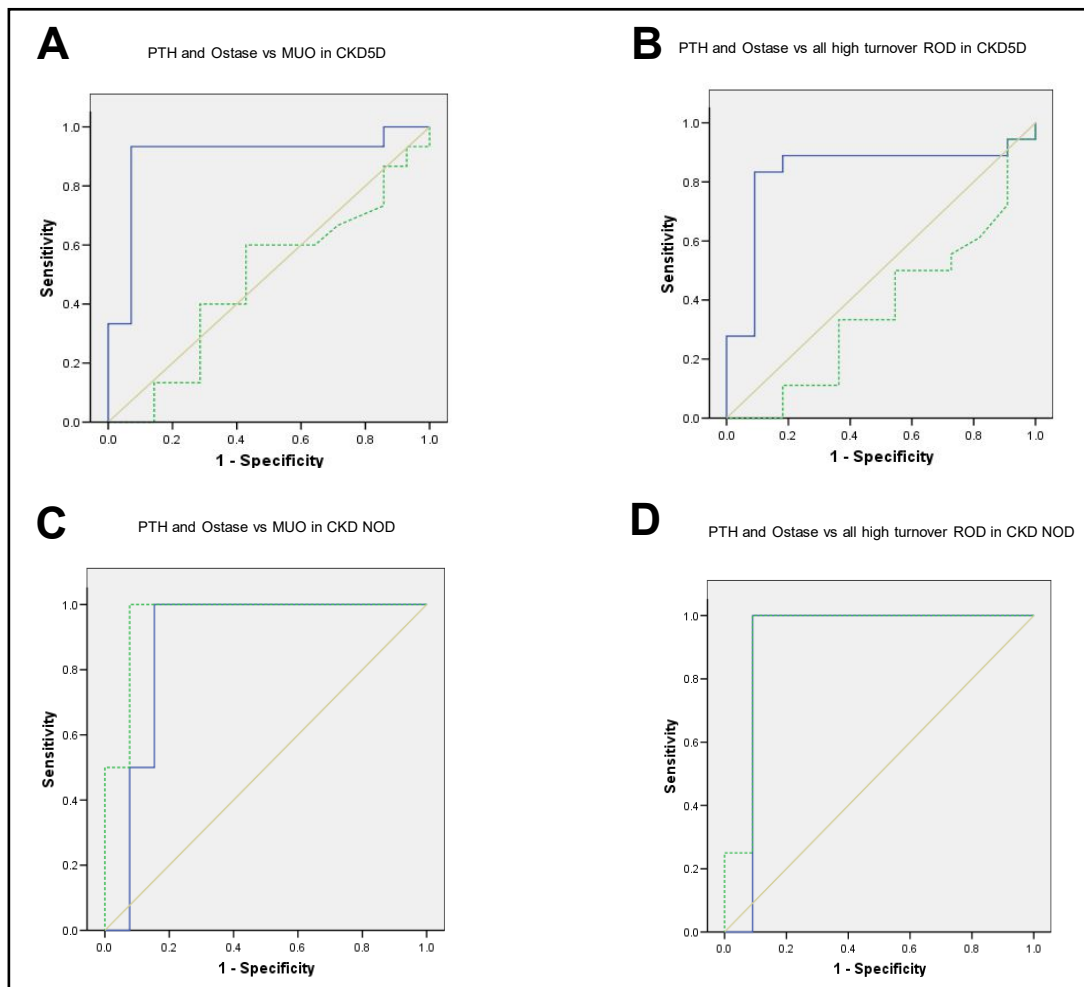 A
PTH and Ostase vs MUO in CKD5D
1.0
0.8
0.6
0.4
0.2
0.0
Sensitivity
0.0 0.2 0.4 0.6 0.8 1.0
1 - Specificity
B
PTH and Ostase vs all high turnover ROD in CKD5D
1.0
0.8
0.6
0.4
0.2
0.0
Sensitivity
0.0 0.2 0.4 0.6 0.8 1.0
1 - Specificity
C
PTH and Ostase vs MUO in CKD NOD
1.0
0.8
0.6
0.4
0.2
0.0
Sensitivity
0.0 0.2 0.4 0.6 0.8 1.0
1 - Specificity
D
PTH and Ostase vs all high turnover ROD in CKD NOD
1.0
0.8
0.6
0.4
0.2
0.0
Sensitivity
0.0 0.2 0.4 0.6 0.8 1.0
1 - Specificity